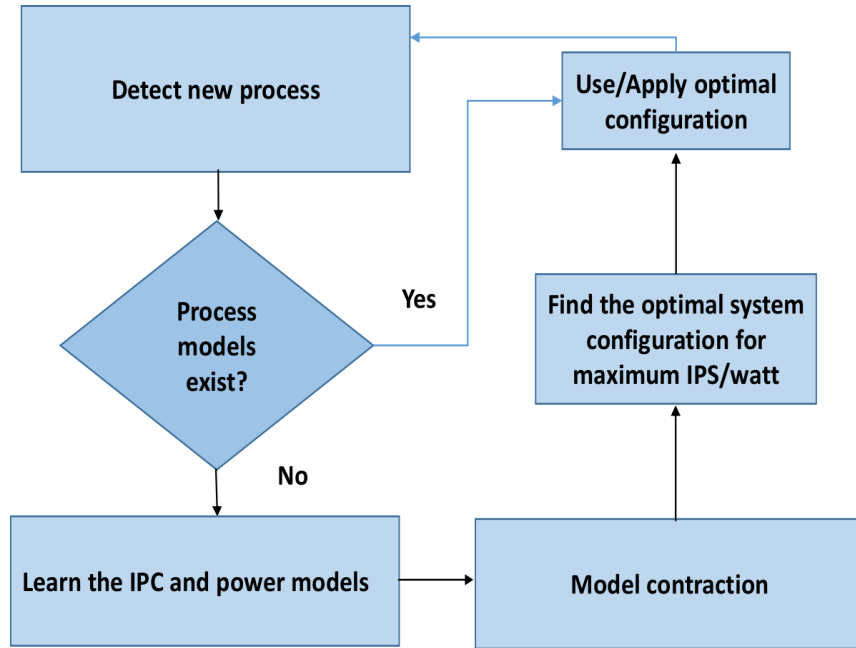 Detect new process
Use/Apply optimal
configuration
Process
models
exist?
Yes
Find the optimal system
configuration for
maximum IPS/watt
No
Learn the IPC and power models
Model contraction